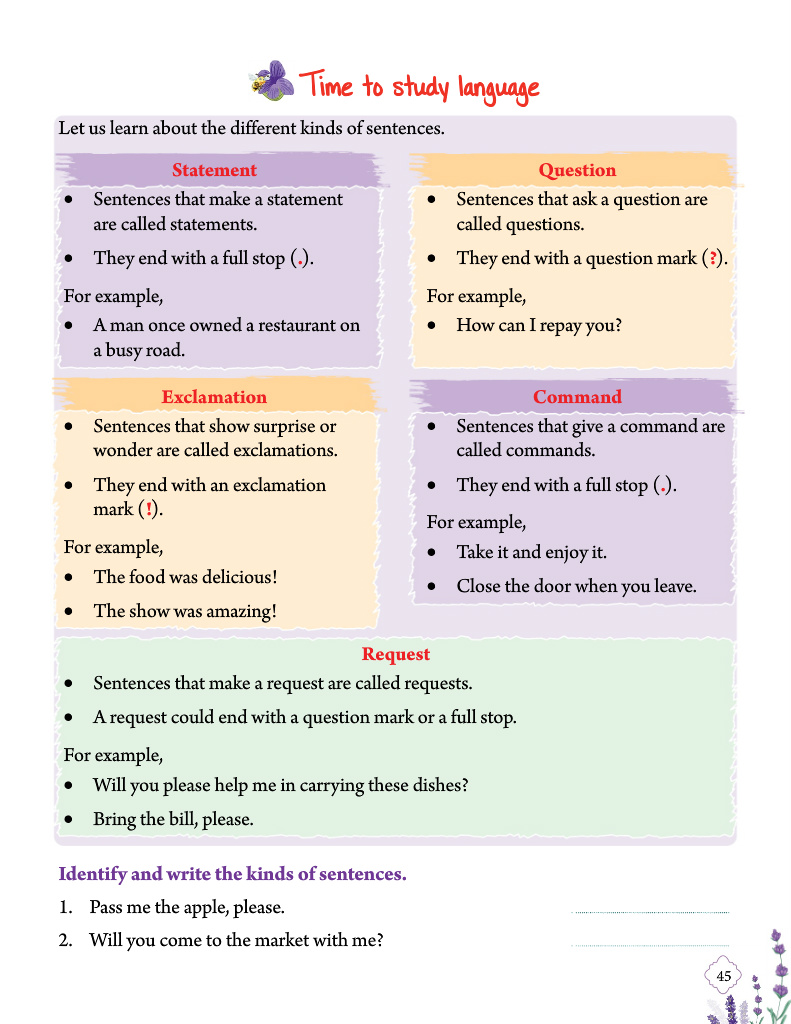 Time to study language
Let us learn about the different kinds of sentences.
Statement
• Sentences that make a statement
are called statements.
• They end with a full stop (.).
For example,
• A man once owned a restaurant on
a busy road.
Question
• Sentences that ask a question are
called questions.
• They end with a question mark (?).
For example,
• How can I repay you?
Exclamation
• Sentences that show surprise or
wonder are called exclamations.
• They end with an exclamation
mark (!).
For example,
• The food was delicious!
• The show was amazing!
Command
• Sentences that give a command are
called commands.
• They end with a full stop (.).
For example,
• Take it and enjoy it.
• Close the door when you leave.
Request
• Sentences that make a request are called requests.
• A request could end with a question mark or a full stop.
For example,
• Will you please help me in carrying these dishes?
• Bring the bill, please.
Identify and write the kinds of sentences.
1. Pass me the apple, please.
2. Will you come to the market with me?
45